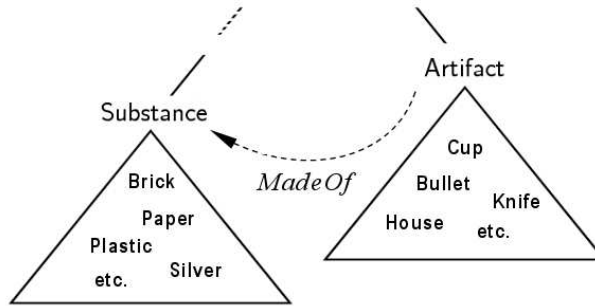 Artifact
Substance
MadeOf
Brick
Paper
Plastic
etc.
Silver
Cup
Bullet
Knife
House
etc.